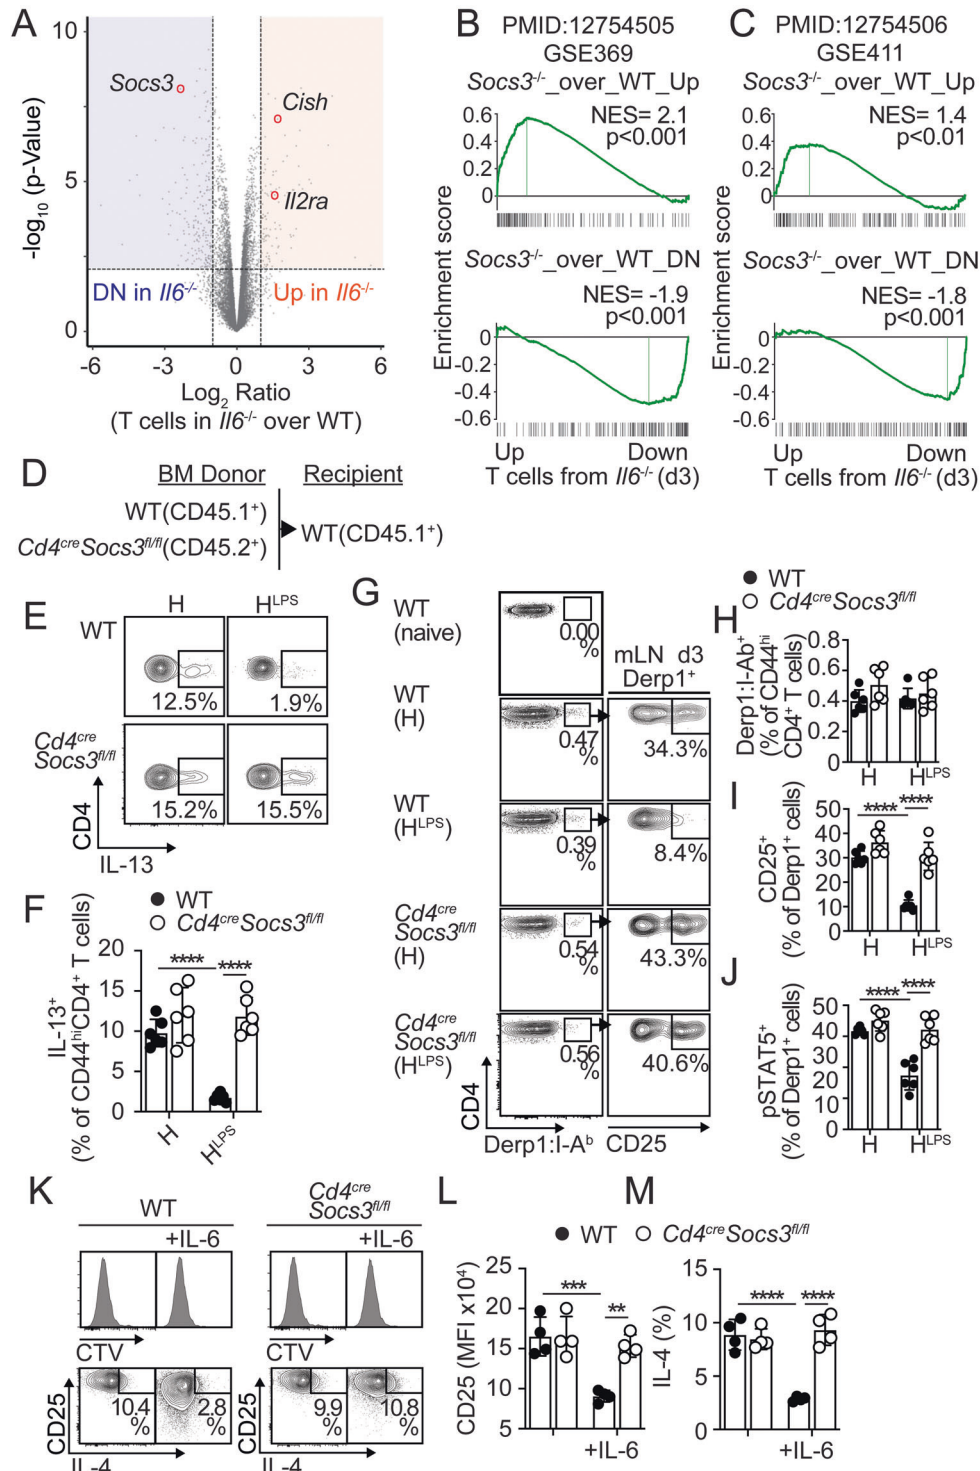 A
10
5
0
-log10 (p-Value)
Socs3
Cish
Il2ra
DN in Il6-/-
Up in Il6-/-
-6 -3 0 3 6
Log2 Ratio
(T cells in Il6-/- over WT)
B PMID:12754505
GSE369
Socs3-/-_over_WT_Up
NES= 2.1
p<0.001
0.6
0.4
0.2
0
Enrichment score
Socs3-/-_over_WT_DN
NES= -1.9
p<0.001
0
-0.2
-0.4
-0.6
Up Down
T cells from Il6-/- (d3)
C PMID:12754506
GSE411
Socs3-/-_over_WT_Up
NES= 1.4
p<0.01
0.6
0.4
0.2
0
Enrichment score
Socs3-/-_over_WT_DN
NES= -1.8
p<0.001
0
-0.2
-0.4
-0.6
Up Down
T cells from Il6-/- (d3)
D
BM Donor Recipient
WT(CD45.1+)
Cd4creSocs3fl/fl(CD45.2+)
WT(CD45.1+)
E
H HLPS
WT
12.5% 1.9%
Cd4cre
Socs3fl/fl
15.2% 15.5%
CD4
IL-13
F
WT
Cd4creSocs3fl/fl
IL-13+
(% of CD44hiCD4+ T cells)
20
15
10
5
0
**** ****
H HLPS
G
WT
(naive)
0.00
%
mLN d3
Derp1+
WT
(H)
0.47
%
34.3%
WT
(HLPS)
0.39
%
8.4%
Cd4cre
Socs3fl/fl
(H)
0.54
%
43.3%
Cd4cre
Socs3fl/fl
(HLPS)
0.56
%
40.6%
CD4
Derp1:I-Ab
CD25
WT
Cd4creSocs3fl/fl
H
Derp1:I-Ab+
(% of CD44hi
CD4+ T cells)
0.8
0.6
0.4
0.2
0
H HLPS
I
CD25+
(% of Derp1+ cells)
50
40
30
20
10
0
**** ****
H HLPS
J
pSTAT5+
(% of Derp1+ cells)
50
40
30
20
10
0
**** ****
H HLPS
K
WT
+IL-6
Cd4cre
Socs3fl/fl
+IL-6
CTV
CTV
CD25
10.4
%
2.8
%
IL-4
CD25
9.9
%
10.8
%
IL-4
L M
WT
Cd4creSocs3fl/fl
CD25 (MFI x10⁴)
25
20
15
10
5
0
*** **
+IL-6
IL-4 (%)
15
10
5
0
**** ****
+IL-6